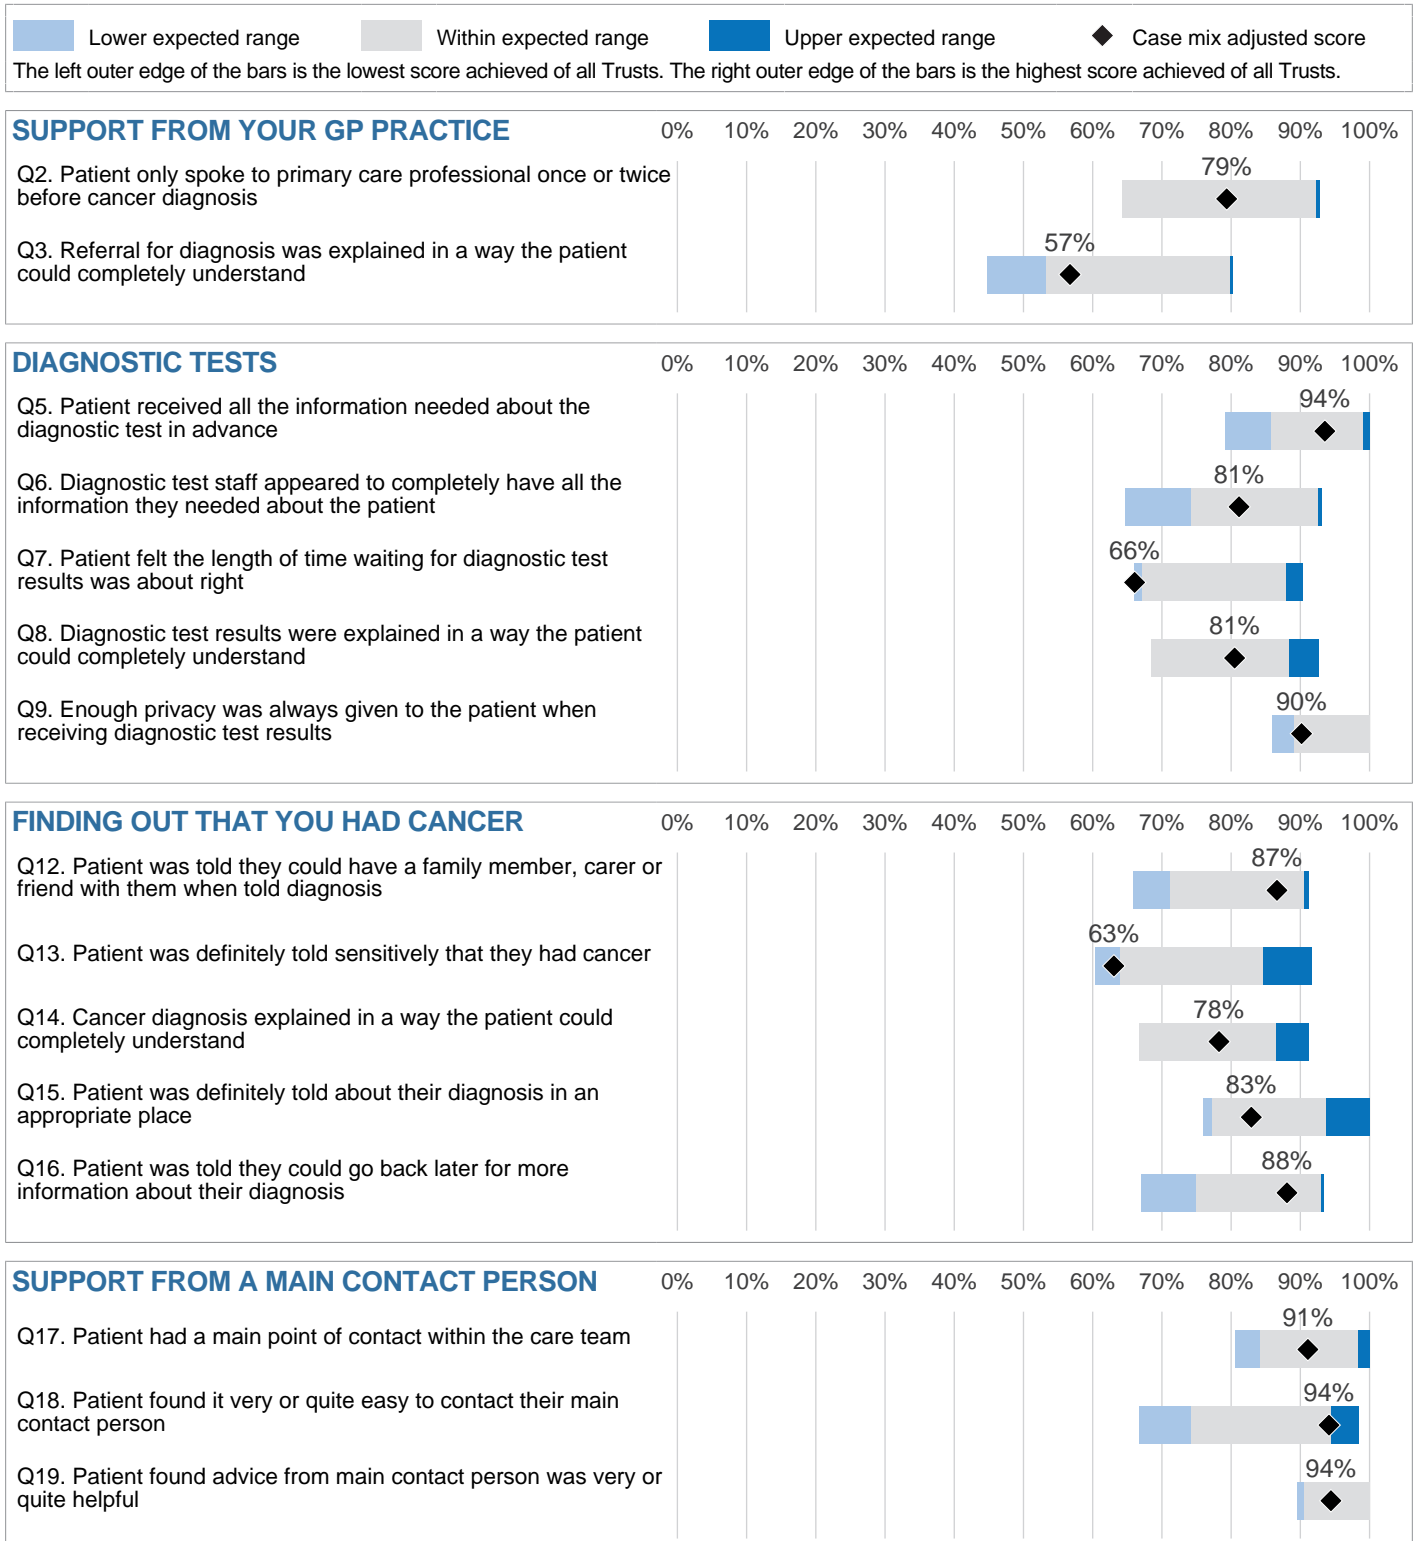 Lower expected range Within expected range Upper expected range Case mix adjusted score
The left outer edge of the bars is the lowest score achieved of all Trusts. The right outer edge of the bars is the highest score achieved of all Trusts.
SUPPORT FROM YOUR GP PRACTICE 0% 10% 20% 30% 40% 50% 60% 70% 80% 90% 100%
79%
Q2. Patient only spoke to primary care professional once or twice
before cancer diagnosis
57%
Q3. Referral for diagnosis was explained in a way the patient
could completely understand
DIAGNOSTIC TESTS 0% 10% 20% 30% 40% 50% 60% 70% 80% 90% 100%
94%
Q5. Patient received all the information needed about the
diagnostic test in advance
81%
Q6. Diagnostic test staff appeared to completely have all the
information they needed about the patient
66%
Q7. Patient felt the length of time waiting for diagnostic test
results was about right
81%
Q8. Diagnostic test results were explained in a way the patient
could completely understand
90%
Q9. Enough privacy was always given to the patient when
receiving diagnostic test results
FINDING OUT THAT YOU HAD CANCER 0% 10% 20% 30% 40% 50% 60% 70% 80% 90% 100%
87%
Q12. Patient was told they could have a family member, carer or
friend with them when told diagnosis
63%
Q13. Patient was definitely told sensitively that they had cancer
78%
Q14. Cancer diagnosis explained in a way the patient could
completely understand
83%
Q15. Patient was definitely told about their diagnosis in an
appropriate place
88%
Q16. Patient was told they could go back later for more
information about their diagnosis
SUPPORT FROM A MAIN CONTACT PERSON 0% 10% 20% 30% 40% 50% 60% 70% 80% 90% 100%
91%
Q17. Patient had a main point of contact within the care team
94%
Q18. Patient found it very or quite easy to contact their main
contact person
94%
Q19. Patient found advice from main contact person was very or
quite helpful